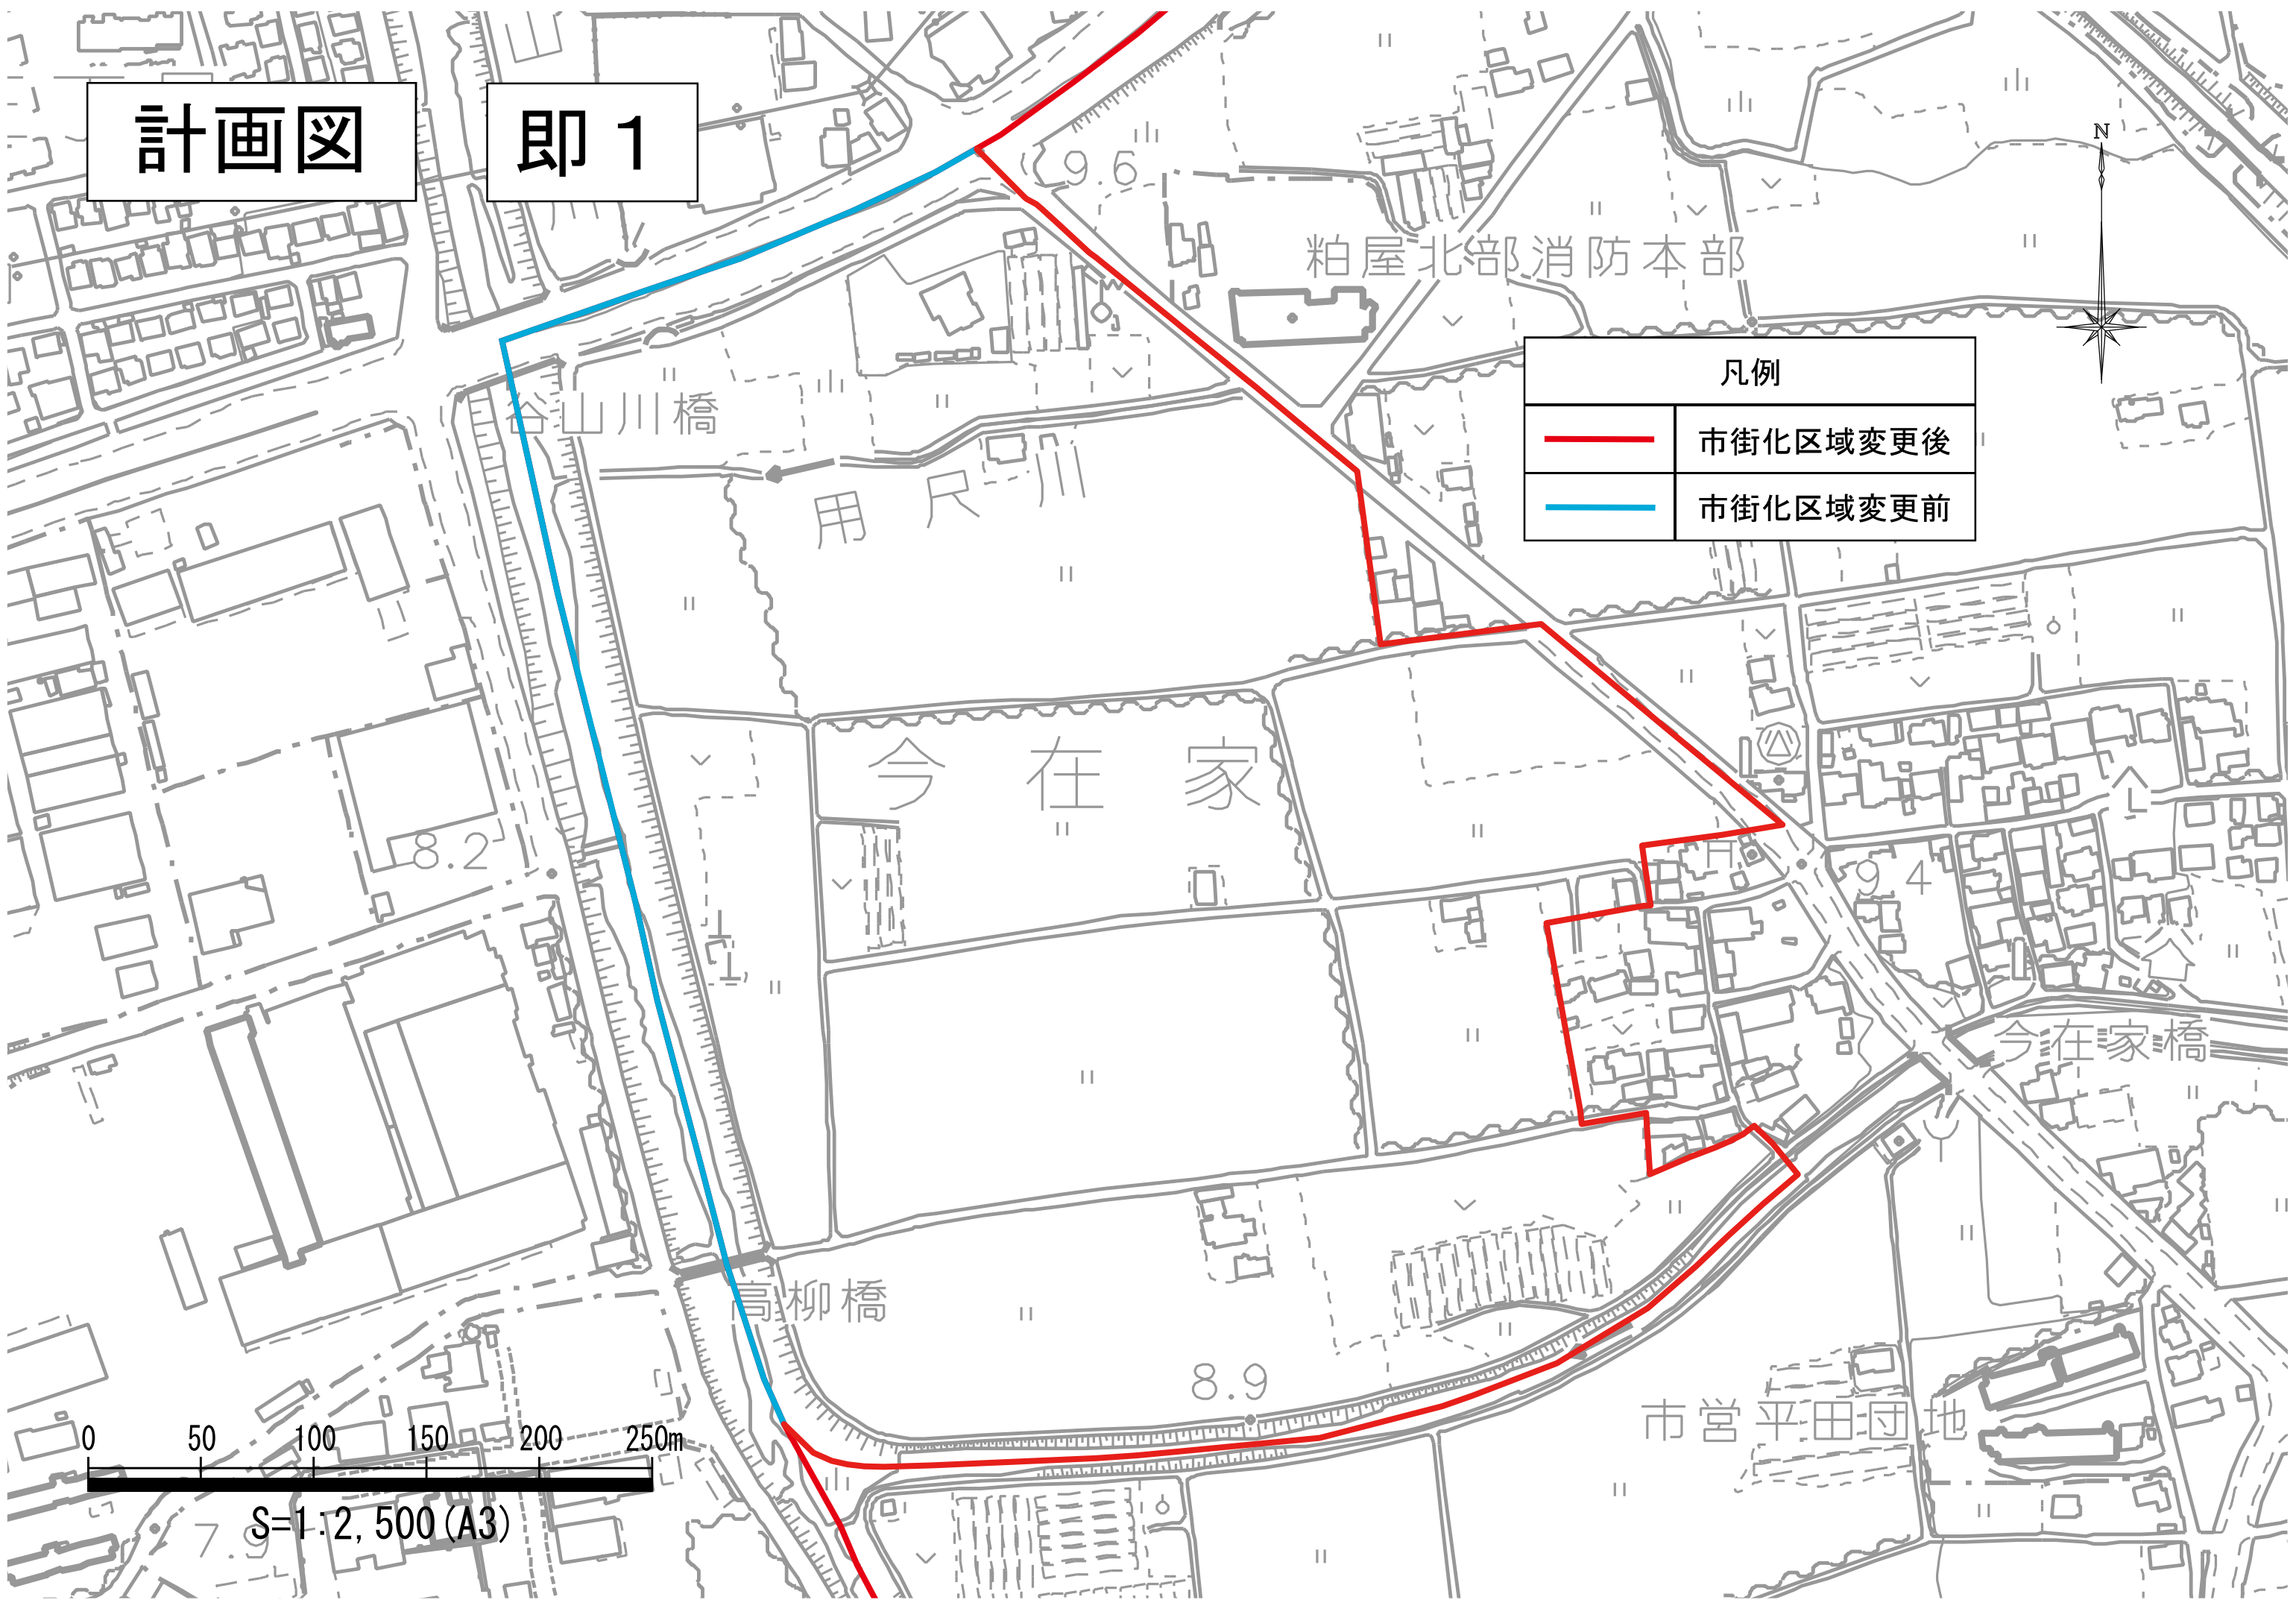 計画図
即1
N
9.6
粕屋北部消防本部
凡例
市街化区域変更後
市街化区域変更前
谷山川橋
用尺川
今在家
8.2
9 4
今在家橋
高柳橋
8.9
市営平田団地
0 50 100 150 200 250m
S=1:2,500(A3)
7.9